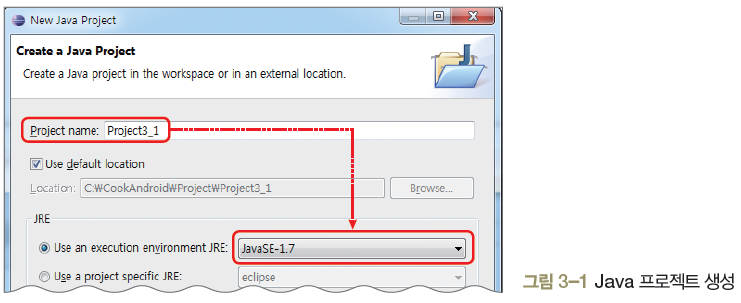 New Java Project
Create a Java Project
Create a Java project in the workspace or in an external location.
Project name: Project3_1
Use default location
Location: C:₩CookAndroid₩Project₩Project3_1 Browse...
JRE
Use an execution environment JRE: JavaSE-1.7
Use a project specific JRE: eclipse
그림 3-1 Java 프로젝트 생성